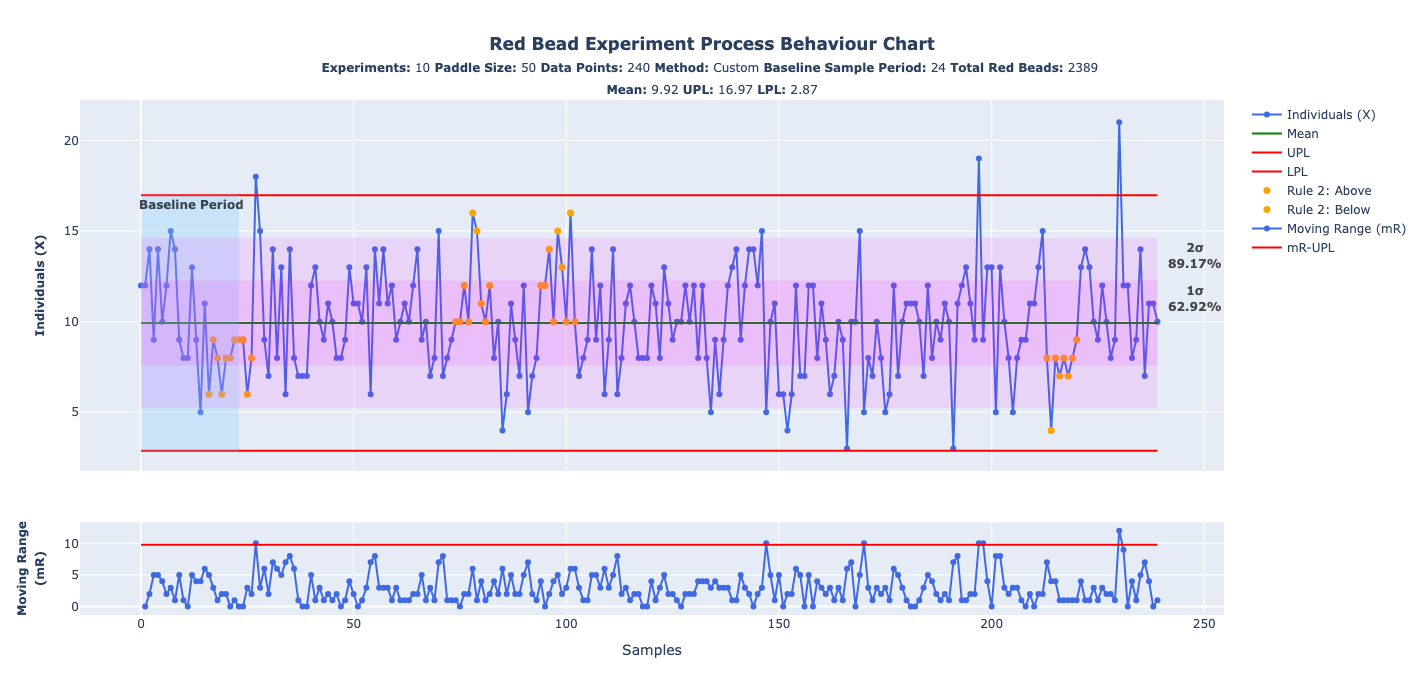 Red Bead Experiment Process Behaviour Chart
Experiments: 10 Paddle Size: 50 Data Points: 240 Method: Custom Baseline Sample Period: 24 Total Red Beads: 2389
Mean: 9.92 UPL: 16.97 LPL: 2.87
Individuals (X)
20
15
10
5
Baseline Period
2σ
89.17%
1σ
62.92%
Individuals (X)
Mean
UPL
LPL
Rule 2: Above
Rule 2: Below
Moving Range (mR)
mR-UPL
Moving Range
(mR)
10
5
0
0
50
100
150
200
250
Samples